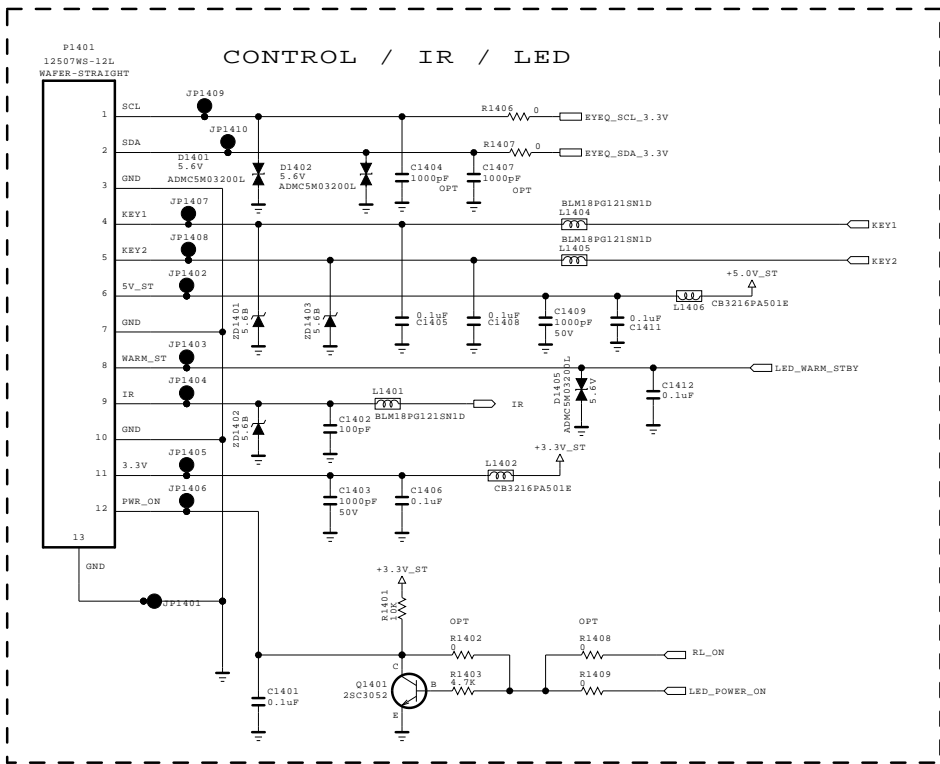 CONTROL / IR / LED
P1401
12507WS-12L
WAFER-STRAIGHT
1
SCL
JP1409
R1406
0
EYEQ_SCL_3.3V
2
SDA
JP1410
R1407
0
EYEQ_SDA_3.3V
D1401
5.6V
ADMC5M03200L
D1402
5.6V
ADMC5M03200L
C1404
1000pF
OPT
C1407
1000pF
OPT
3
GND
4
KEY1
JP1407
BLM18PG121SN1D
L1404
KEY1
5
KEY2
JP1408
BLM18PG121SN1D
L1405
KEY2
6
5V_ST
JP1402
+5.0V_ST
L1406
CB3216PA501E
ZD1401
5.6B
ZD1403
5.6B
0.1uF
C1405
0.1uF
C1408
C1409
1000pF
50V
0.1uF
C1411
7
GND
8
WARM_ST
JP1403
LED_WARM_STBY
D1405
ADMC5M03200L
5.6V
C1412
0.1uF
9
IR
JP1404
L1401
BLM18PG121SN1D
IR
ZD1402
5.6B
C1402
100pF
10
GND
11
3.3V
JP1405
+3.3V_ST
L1402
CB3216PA501E
C1403
1000pF
50V
C1406
0.1uF
12
PWR_ON
JP1406
13
GND
JP1401
+3.3V_ST
R1401
10K
OPT
R1402
0
OPT
R1408
0
RL_ON
C1401
0.1uF
Q1401
2SC3052
C
B
E
R1403
4.7K
R1409
0
LED_POWER_ON